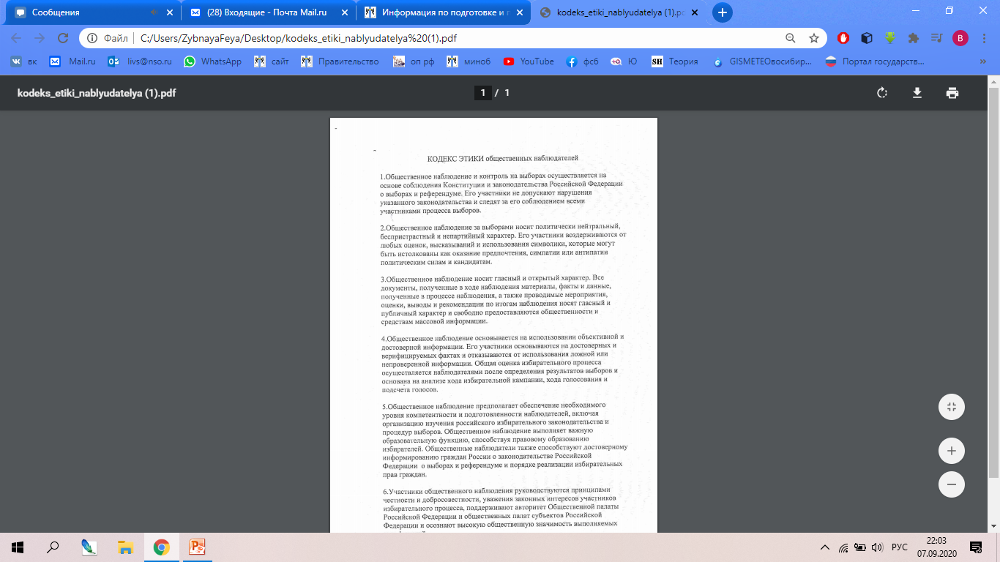 Сообщения
(28) Входящие - Почта Mail.ru
Информация по подготовке и п
kodeks_etiki_nablyudatelya (1).pd
Файл
C:/Users/ZybnayaFeya/Desktop/kodeks_etiki_nablyudatelya%20(1).pdf
B
вк
Mail.ru
livs@nso.ru
WhatsApp
сайт
Правительство
оп рф
миноб
YouTube
фсб
Ю
SH Теория
GISMETEOвосибир...
Портал государств...
»
kodeks_etiki_nablyudatelya (1).pdf
1 / 1
КОДЕКС ЭТИКИ общественных наблюдателей
1.Общественное наблюдение и контроль на выборах осуществляется на
основе соблюдения Конституции и законодательства Российской Федерации
о выборах и референдуме. Его участники не допускают нарушения
указанного законодательства и следят за его соблюдением всеми
участниками процесса выборов.
2.Общественное наблюдение за выборами носит политически нейтральный,
беспристрастный и непартийный характер. Его участники воздерживаются от
любых оценок, высказываний и использования символики, которые могут
быть истолкованы как оказание предпочтения, симпатии или антипатии
политическим силам и кандидатам.
3.Общественное наблюдение носит гласный и открытый характер. Все
документы, полученные в ходе наблюдения материалы, факты и данные,
полученные в процессе наблюдения, а также проводимые мероприятия,
оценки, выводы и рекомендации по итогам наблюдения носят гласный и
публичный характер и свободно предоставляются общественности и
средствам массовой информации.
4.Общественное наблюдение основывается на использовании объективной и
достоверной информации. Его участники основываются на достоверных и
верифицируемых фактах и отказываются от использования ложной или
непроверенной информации. Общая оценка избирательного процесса
осуществляется наблюдателями после определения результатов выборов и
основана на анализе хода избирательной кампании, хода голосования и
подсчета голосов.
5.Общественное наблюдение предполагает обеспечение необходимого
уровня компетентности и подготовленности наблюдателей, включая
организацию изучения российского избирательного законодательства и
процедур выборов. Общественное наблюдение выполняет важную
образовательную функцию, способствуя правовому образованию
избирателей. Общественные наблюдатели также способствуют достоверному
информированию граждан России о законодательстве Российской
Федерации о выборах и референдуме и порядке реализации избирательных
прав граждан.
6.Участники общественного наблюдения руководствуются принципами
честности и добросовестности, уважения законных интересов участников
избирательного процесса, поддерживают авторитет Общественной палаты
Российской Федерации и общественных палат субъектов Российской
Федерации и осознают высокую общественную значимость выполняемых
РУС
22:03
07.09.2020